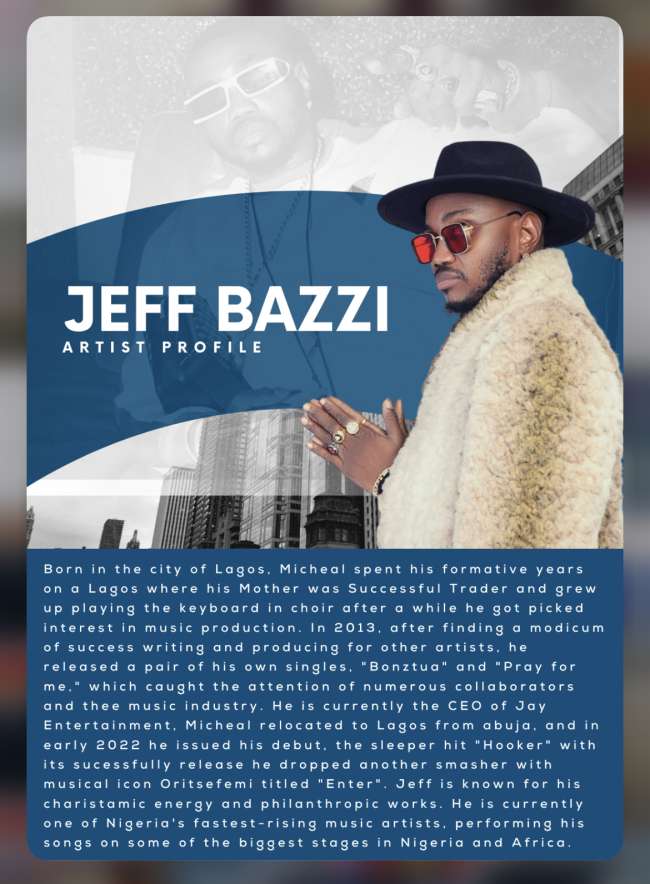 JEFF BAZZI
ARTIST PROFILE
Born in the city of Lagos, Micheal spent his formative years
on a Lagos where his Mother was Successful Trader and grew
up playing the keyboard in choir after a while he got picked
interest in music production. In 2013, after finding a modicum
of success writing and producing for other artists, he
released a pair of his own singles, "Bonztua" and "Pray for
me," which caught the attention of numerous collaborators
and thee music industry. He is currently the CEO of Jay
Entertainment, Micheal relocated to Lagos from abuja, and in
early 2022 he issued his debut, the sleeper hit "Hooker" with
its sucessfully release he dropped another smasher with
musical icon Oritsefemi titled "Enter". Jeff is known for his
charistamic energy and philanthropic works. He is currently
one of Nigeria's fastest-rising music artists, performing his
songs on some of the biggest stages in Nigeria and Africa.